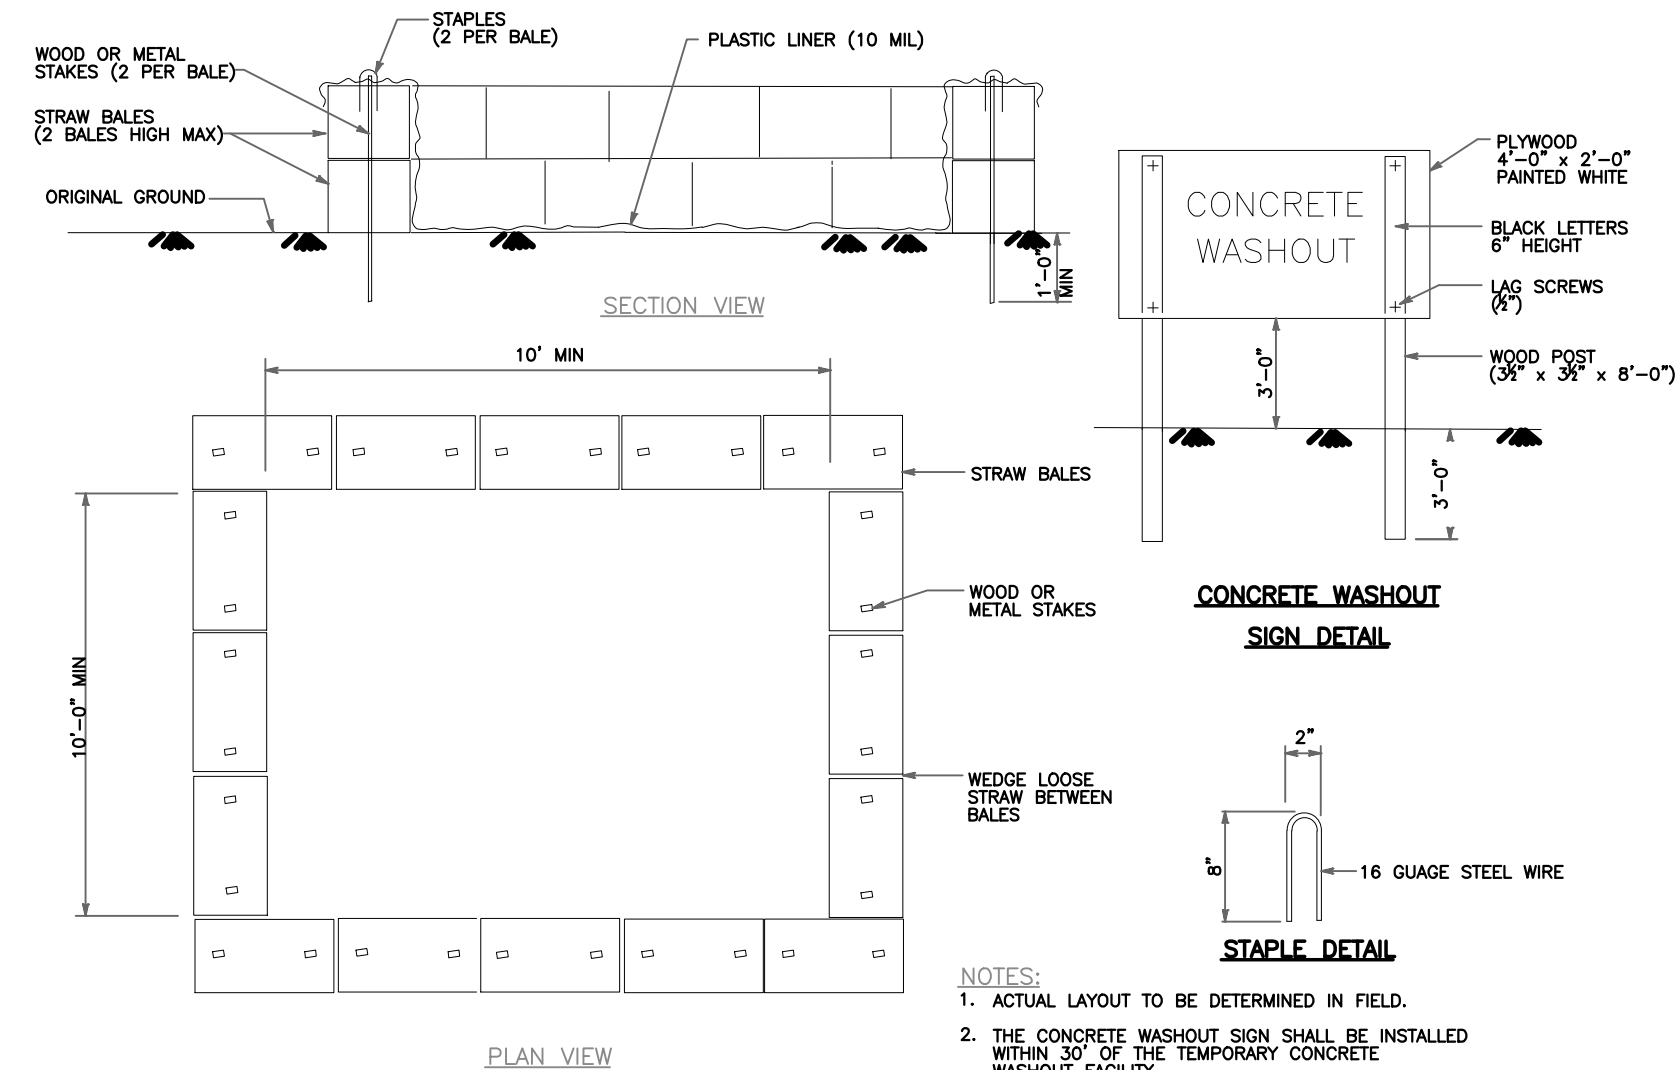 STAPLES
(2 PER BALE)
PLASTIC LINER (10 MIL)
WOOD OR METAL
STAKES (2 PER BALE)
STRAW BALES
(2 BALES HIGH MAX)
ORIGINAL GROUND
1'-0"
MIN
SECTION VIEW
PLYWOOD
4'-0" x 2'-0"
PAINTED WHITE
CONCRETE
WASHOUT
BLACK LETTERS
6" HEIGHT
LAG SCREWS
(½")
WOOD POST
(3½" x 3½" x 8'-0")
3'-0"
3'-0"
CONCRETE WASHOUT
SIGN DETAIL
10' MIN
STRAW BALES
WOOD OR
METAL STAKES
10'-0" MIN
WEDGE LOOSE
STRAW BETWEEN
BALES
PLAN VIEW
2"
8"
16 GUAGE STEEL WIRE
STAPLE DETAIL
NOTES:
1. ACTUAL LAYOUT TO BE DETERMINED IN FIELD.
2. THE CONCRETE WASHOUT SIGN SHALL BE INSTALLED
WITHIN 30' OF THE TEMPORARY CONCRETE
WASHOUT FACILITY